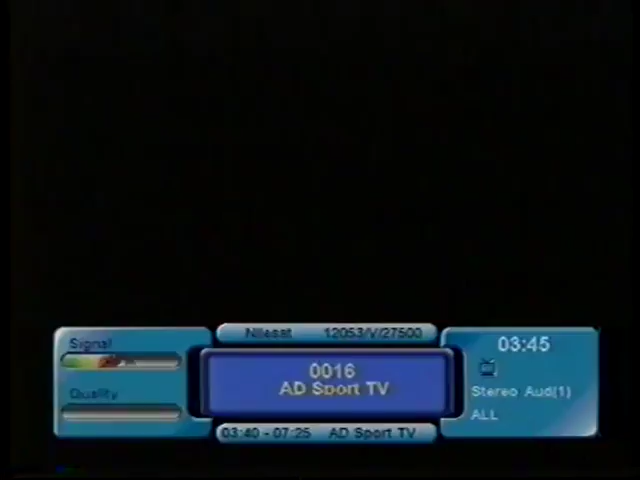 Nilesat 12053/V/27500
Signal
03:45
0016
AD Sport TV
Quality
Stereo Aud(1)
ALL
03:40 - 07:25 AD Sport TV